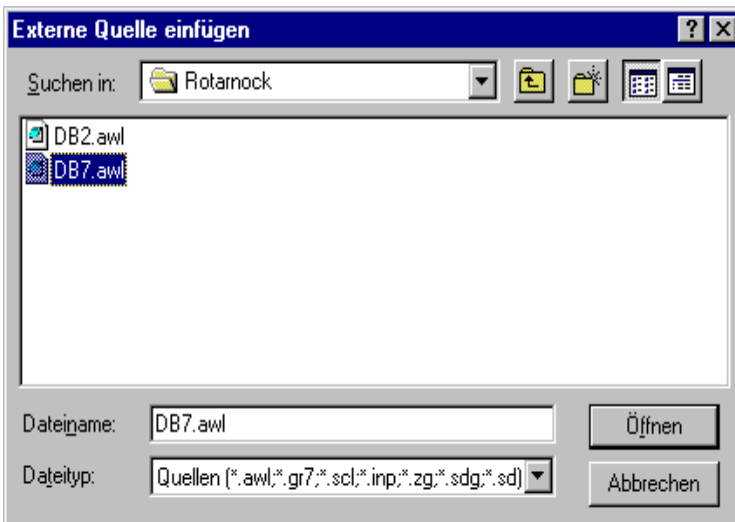 Externe Quelle einfügen
Suchen in: Rotarnock
DB2.awl
DB7.awl
Dateiname: DB7.awl
Öffnen
Dateityp: Quellen (*.awl;*.gr7;*.scl;*.inp;*.zg;*.sdg;*.sd)
Abbrechen